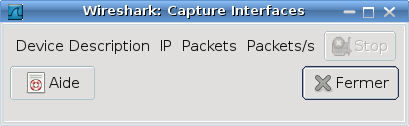 Wireshark: Capture Interfaces
Device Description IP Packets Packets/s Stop
Aide Fermer